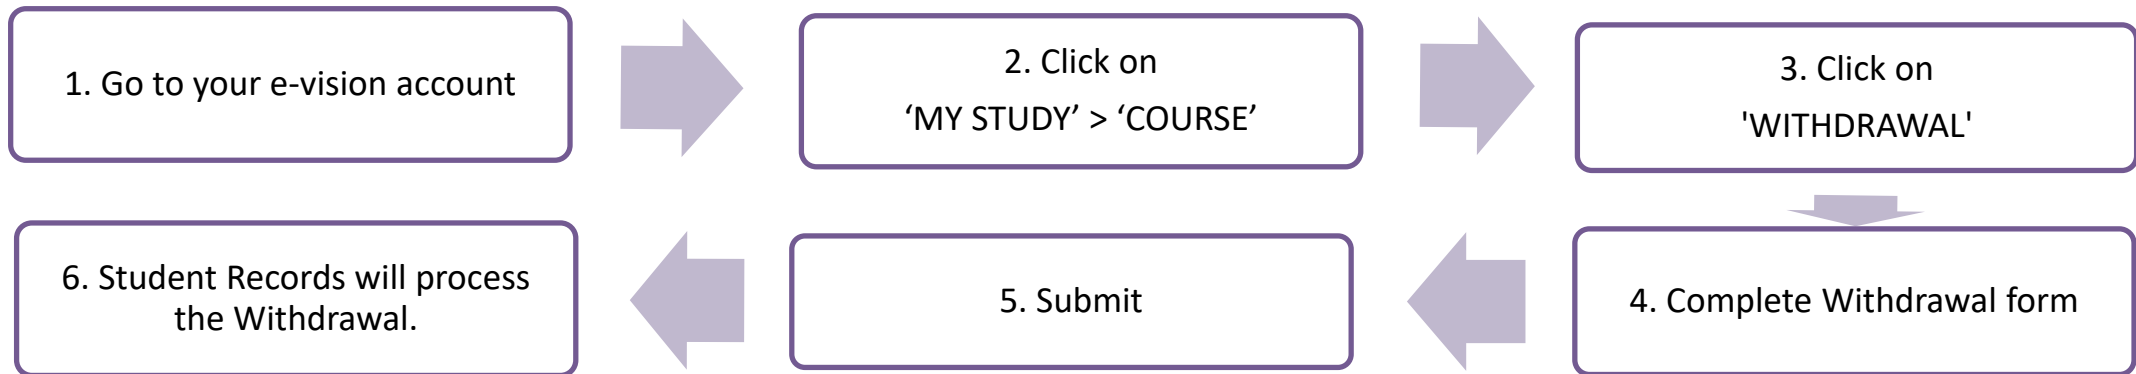 1. Go to your e-vision account
2. Click on
‘MY STUDY’ > ‘COURSE’
3. Click on
'WITHDRAWAL'
4. Complete Withdrawal form
5. Submit
6. Student Records will process
the Withdrawal.